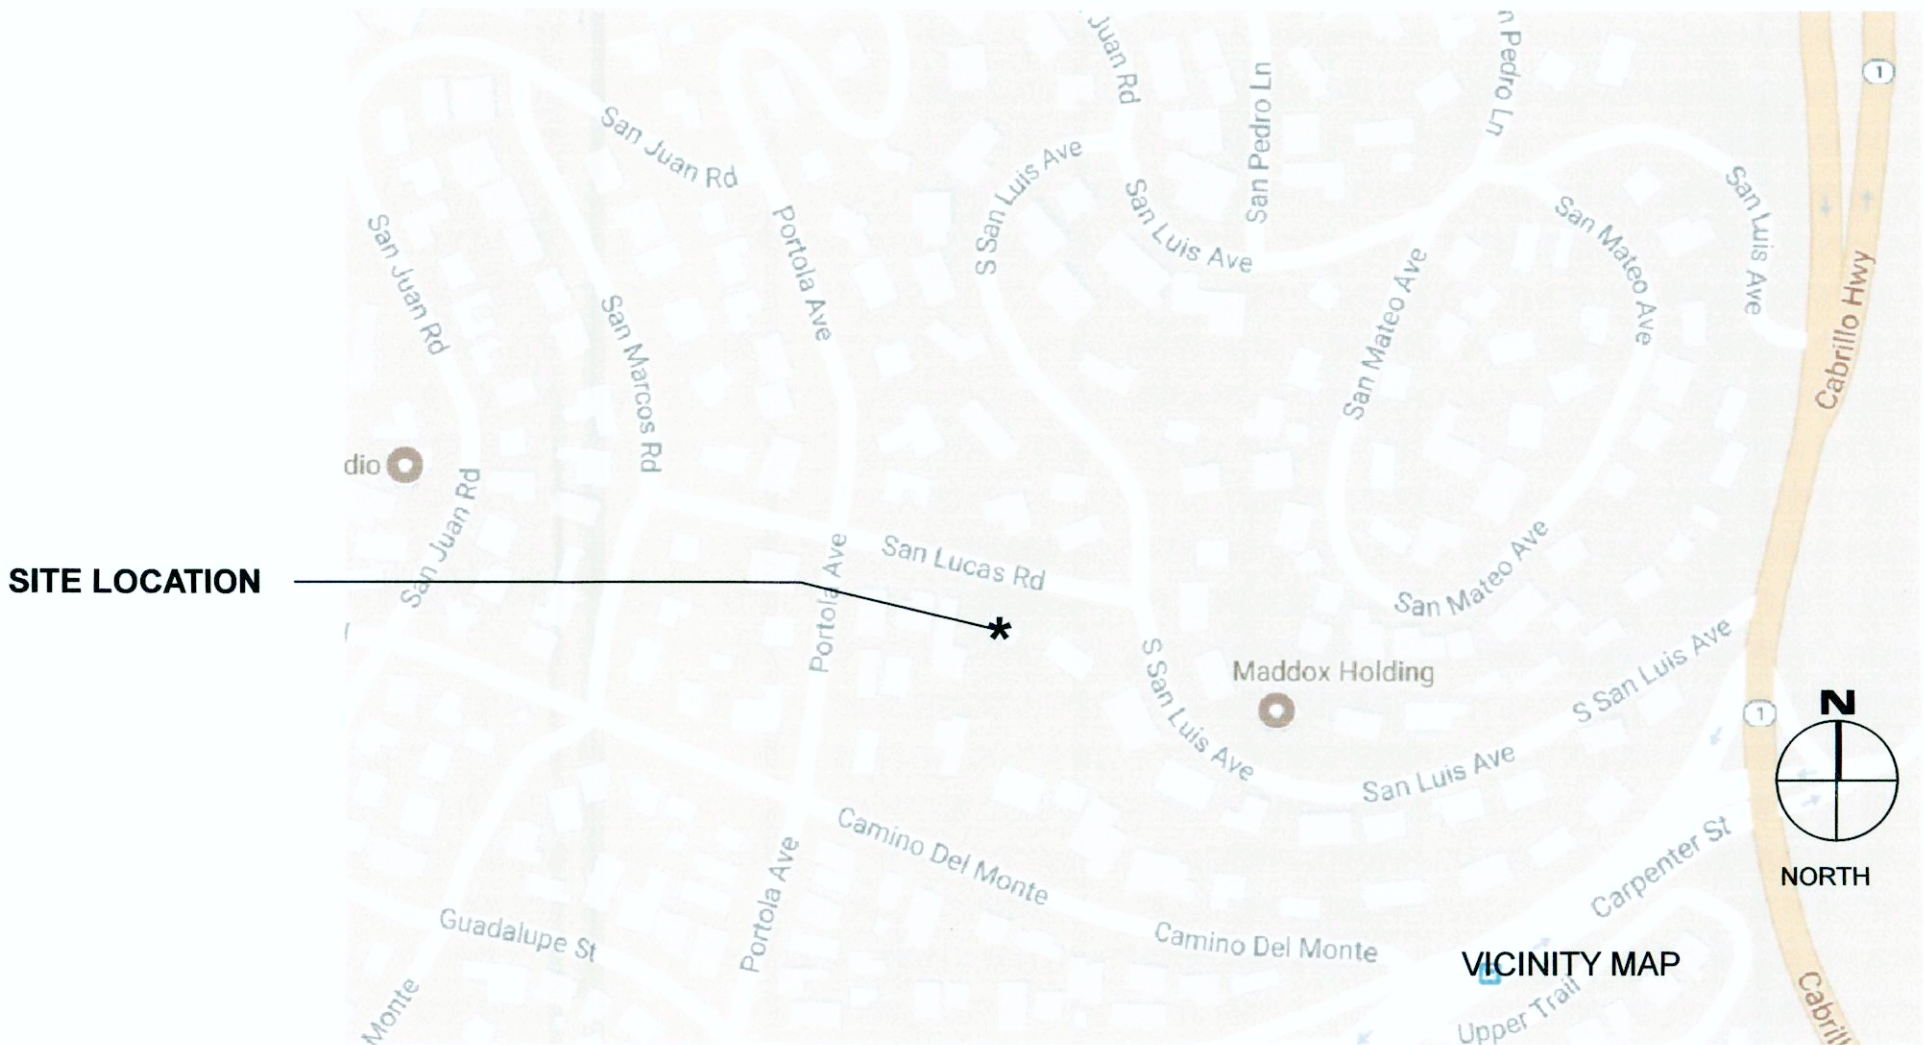 Juan Rd
n Pedro Ln
1
San Juan Rd
San Pedro Ln
S San Luis Ave
San Luis Ave
San Luis Ave
San Mateo Ave
Portola Ave
San Juan Rd
San Mateo Ave
Cabrillo Hwy
San Marcos Rd
dio
San Juan Rd
Portola Ave
San Lucas Rd
San Mateo Ave
SITE LOCATION
*
S San Luis Ave
Maddox Holding
S San Luis Ave
San Luis Ave
1
N
NORTH
Camino Del Monte
Carpenter St
Portola Ave
Guadalupe St
Camino Del Monte
VICINITY MAP
Upper Trail
Monte
Cabril